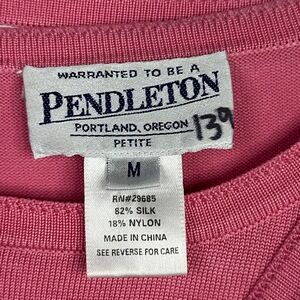 WARRANTED TO BE A
PENDLETON
PORTLAND, OREGON
139
PETITE
M
RN#29685
82% SILK
18% NYLON
MADE IN CHINA
SEE REVERSE FOR CARE